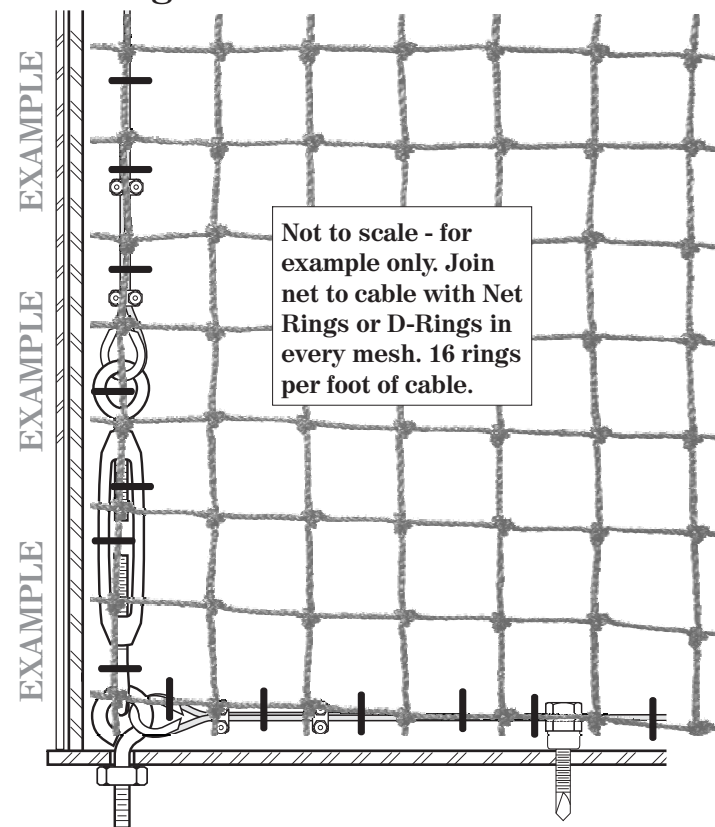 EXAMPLE
EXAMPLE
EXAMPLE
Not to scale - for
example only. Join
net to cable with Net
Rings or D-Rings in
every mesh. 16 rings
per foot of cable.